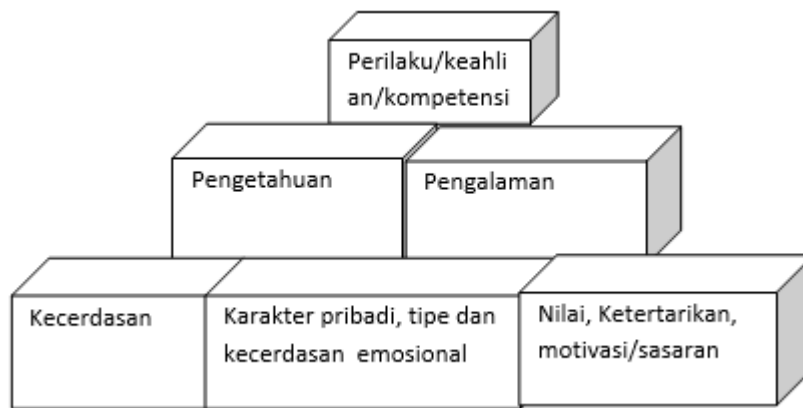 Perilaku/keahli
an/kompetensi
Pengetahuan
Pengalaman
Kecerdasan
Karakter pribadi, tipe dan
kecerdasan emosional
Nilai, Ketertarikan,
motivasi/sasaran